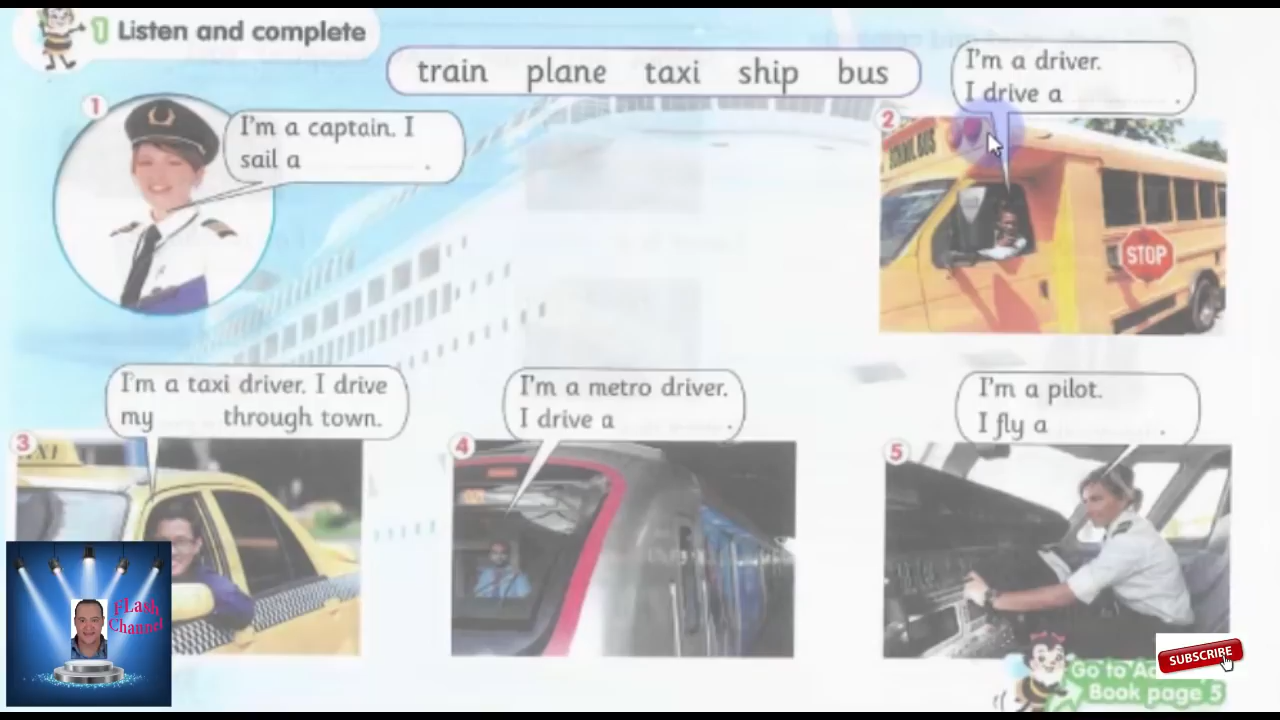 1 Listen and complete
train plane taxi ship bus
1
I'm a captain. I
sail a .
2
I'm a driver.
I drive a .
SCHOOL BUS
STOP
3
I'm a taxi driver. I drive
my through town.
TAXI
4
I'm a metro driver.
I drive a .
5
I'm a pilot.
I fly a .
FLash
Channel
SUBSCRIBE
Go to
Book page 5